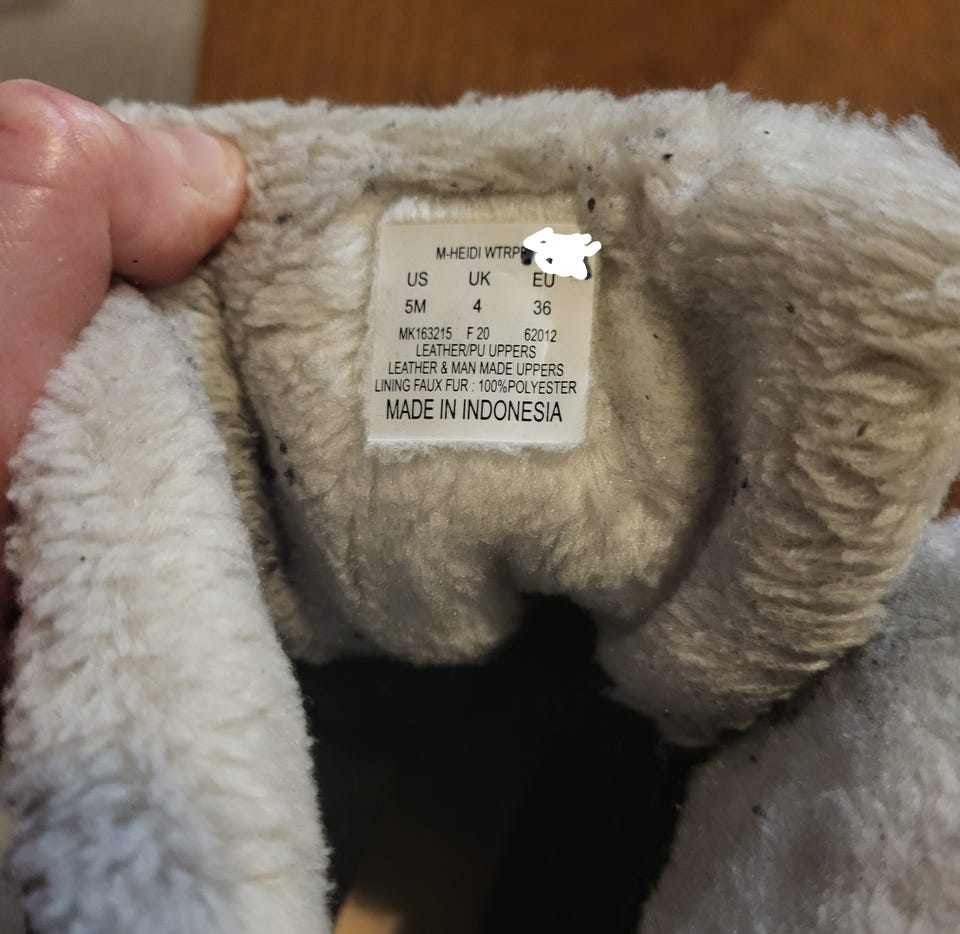 M-HEIDI
US UK EU
5M 4 36
MK163215 F 20 62012
LEATHER/PU UPPERS
LEATHER & MAN MADE UPPERS
LINING FAUX FUR : 100%POLYESTER
MADE IN INDONESIA